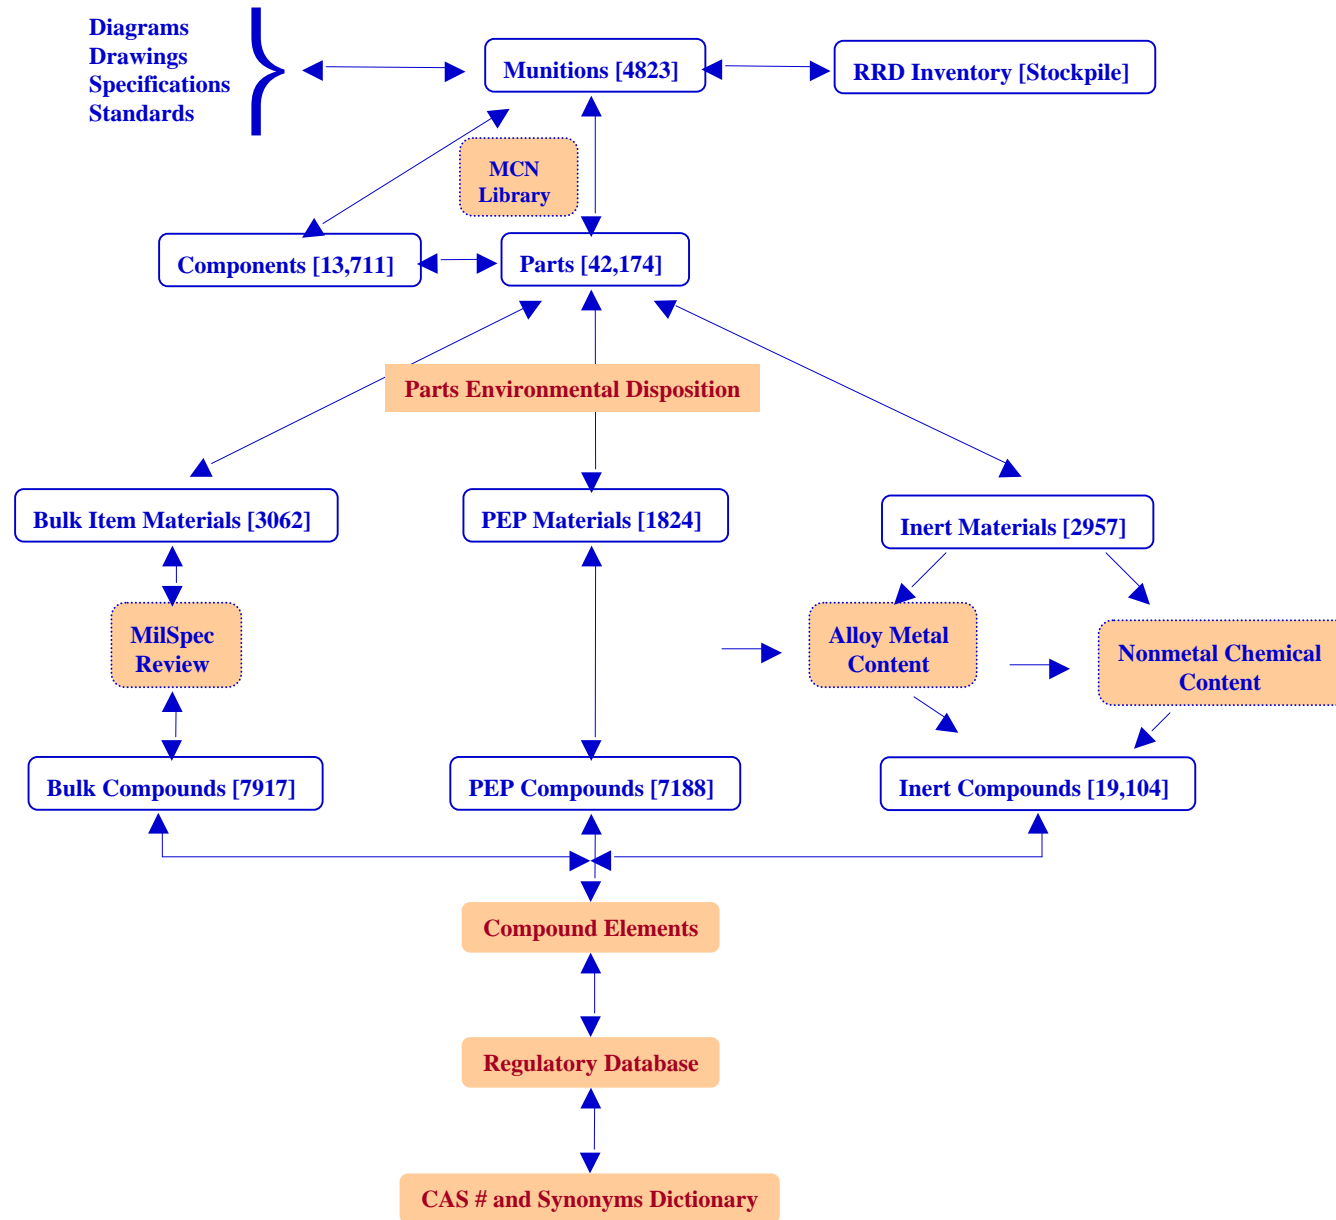 Diagrams
Drawings
Specifications
Standards
Munitions [4823]
RRD Inventory [Stockpile]
MCN
Library
Components [13,711]
Parts [42,174]
Parts Environmental Disposition
Bulk Item Materials [3062]
PEP Materials [1824]
Inert Materials [2957]
MilSpec
Review
Alloy Metal
Content
Nonmetal Chemical
Content
Bulk Compounds [7917]
PEP Compounds [7188]
Inert Compounds [19,104]
Compound Elements
Regulatory Database
CAS # and Synonyms Dictionary